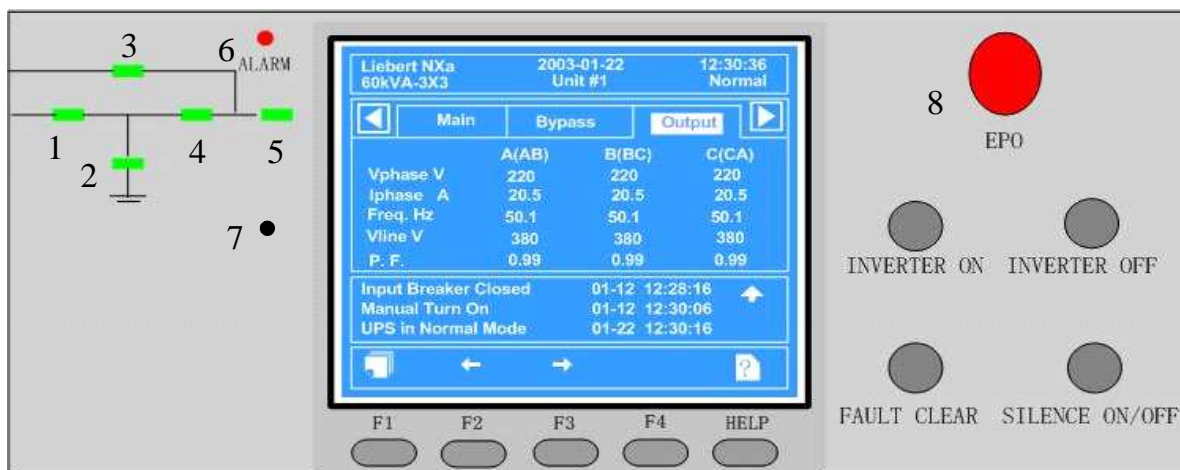 3
6
ALARM
1
4
5
2
7
Liebert NXa 2003-01-22 12:30:36
60kVA-3X3 Unit #1 Normal
Main Bypass Output
A(AB) B(BC) C(CA)
Vphase V 220 220 220
Iphase A 20.5 20.5 20.5
Freq. Hz 50.1 50.1 50.1
Vline V 380 380 380
P. F. 0.99 0.99 0.99
Input Breaker Closed 01-12 12:28:16
Manual Turn On 01-12 12:30:06
UPS in Normal Mode 01-22 12:30:16
?
F1 F2 F3 F4 HELP
8
EPO
INVERTER ON INVERTER OFF
FAULT CLEAR SILENCE ON/OFF